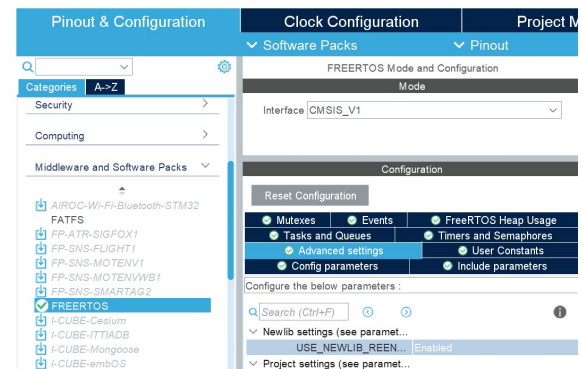 Pinout & Configuration
Clock Configuration
Project M
Software Packs
Pinout
FREERTOS Mode and Configuration
Categories
A->Z
Mode
Security
Interface CMSIS_V1
Computing
Middleware and Software Packs
Configuration
Reset Configuration
AIROC-Wi-Fi-Bluetooth-STM32
FATFS
FP-ATR-SIGFOX1
FP-SNS-FLIGHT1
FP-SNS-MOTENV1
FP-SNS-MOTENVWB1
FP-SNS-SMARTAG2
FREERTOS
I-CUBE-Cesium
I-CUBE-ITTIADB
I-CUBE-Mongoose
I-CUBE-embOS
Mutexes
Events
FreeRTOS Heap Usage
Tasks and Queues
Timers and Semaphores
Advanced settings
User Constants
Config parameters
Include parameters
Configure the below parameters :
Search (Ctrl+F)
Newlib settings (see paramet...
USE_NEWLIB_REEN... Enabled
Project settings (see paramet...